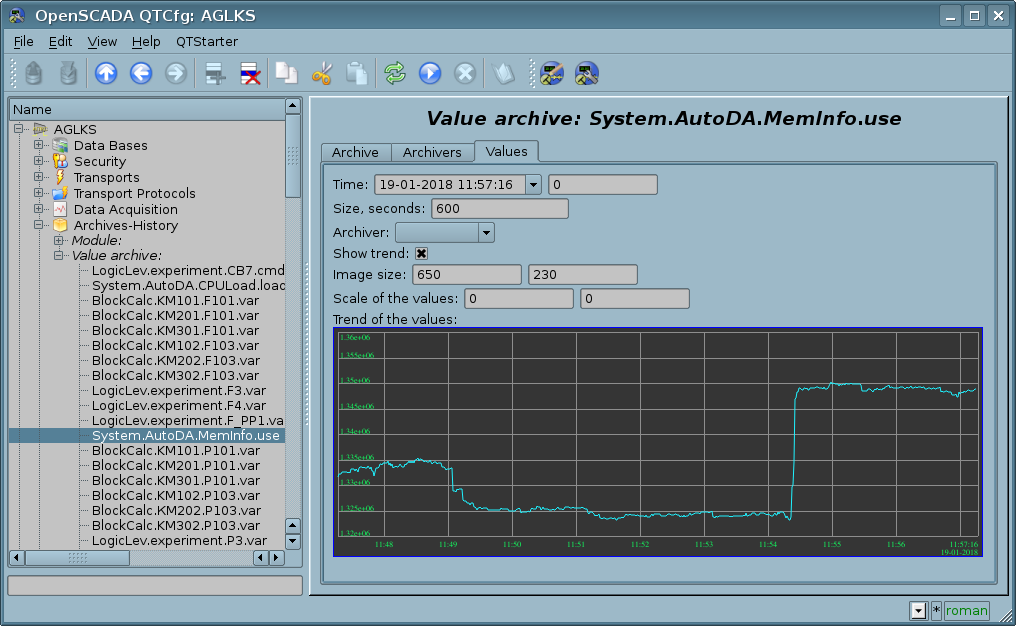 OpenSCADA QTCfg: AGLKS
File Edit View Help QTStarter
Name
AGLKS
Data Bases
Security
Transports
Transport Protocols
Data Acquisition
Archives-History
Module:
Value archive:
LogicLev.experiment.CB7.cmd
System.AutoDA.CPULoad.load
BlockCalc.KM101.F101.var
BlockCalc.KM201.F101.var
BlockCalc.KM301.F101.var
BlockCalc.KM102.F103.var
BlockCalc.KM202.F103.var
BlockCalc.KM302.F103.var
LogicLev.experiment.F3.var
LogicLev.experiment.F4.var
LogicLev.experiment.F_PP1.va
System.AutoDA.MemInfo.use
BlockCalc.KM101.P101.var
BlockCalc.KM201.P101.var
BlockCalc.KM301.P101.var
BlockCalc.KM102.P103.var
BlockCalc.KM202.P103.var
BlockCalc.KM302.P103.var
LogicLev.experiment.P3.var
Value archive: System.AutoDA.MemInfo.use
Archive Archivers Values
Time: 19-01-2018 11:57:16 0
Size, seconds: 600
Archiver:
Show trend:
Image size: 650 230
Scale of the values: 0 0
Trend of the values:
1.36e+06
1.355e+06
1.35e+06
1.345e+06
1.34e+06
1.335e+06
1.33e+06
1.325e+06
1.32e+06
11:48 11:49 11:50 11:51 11:52 11:53 11:54 11:55 11:56 11:57:16
19-01-2018
* roman